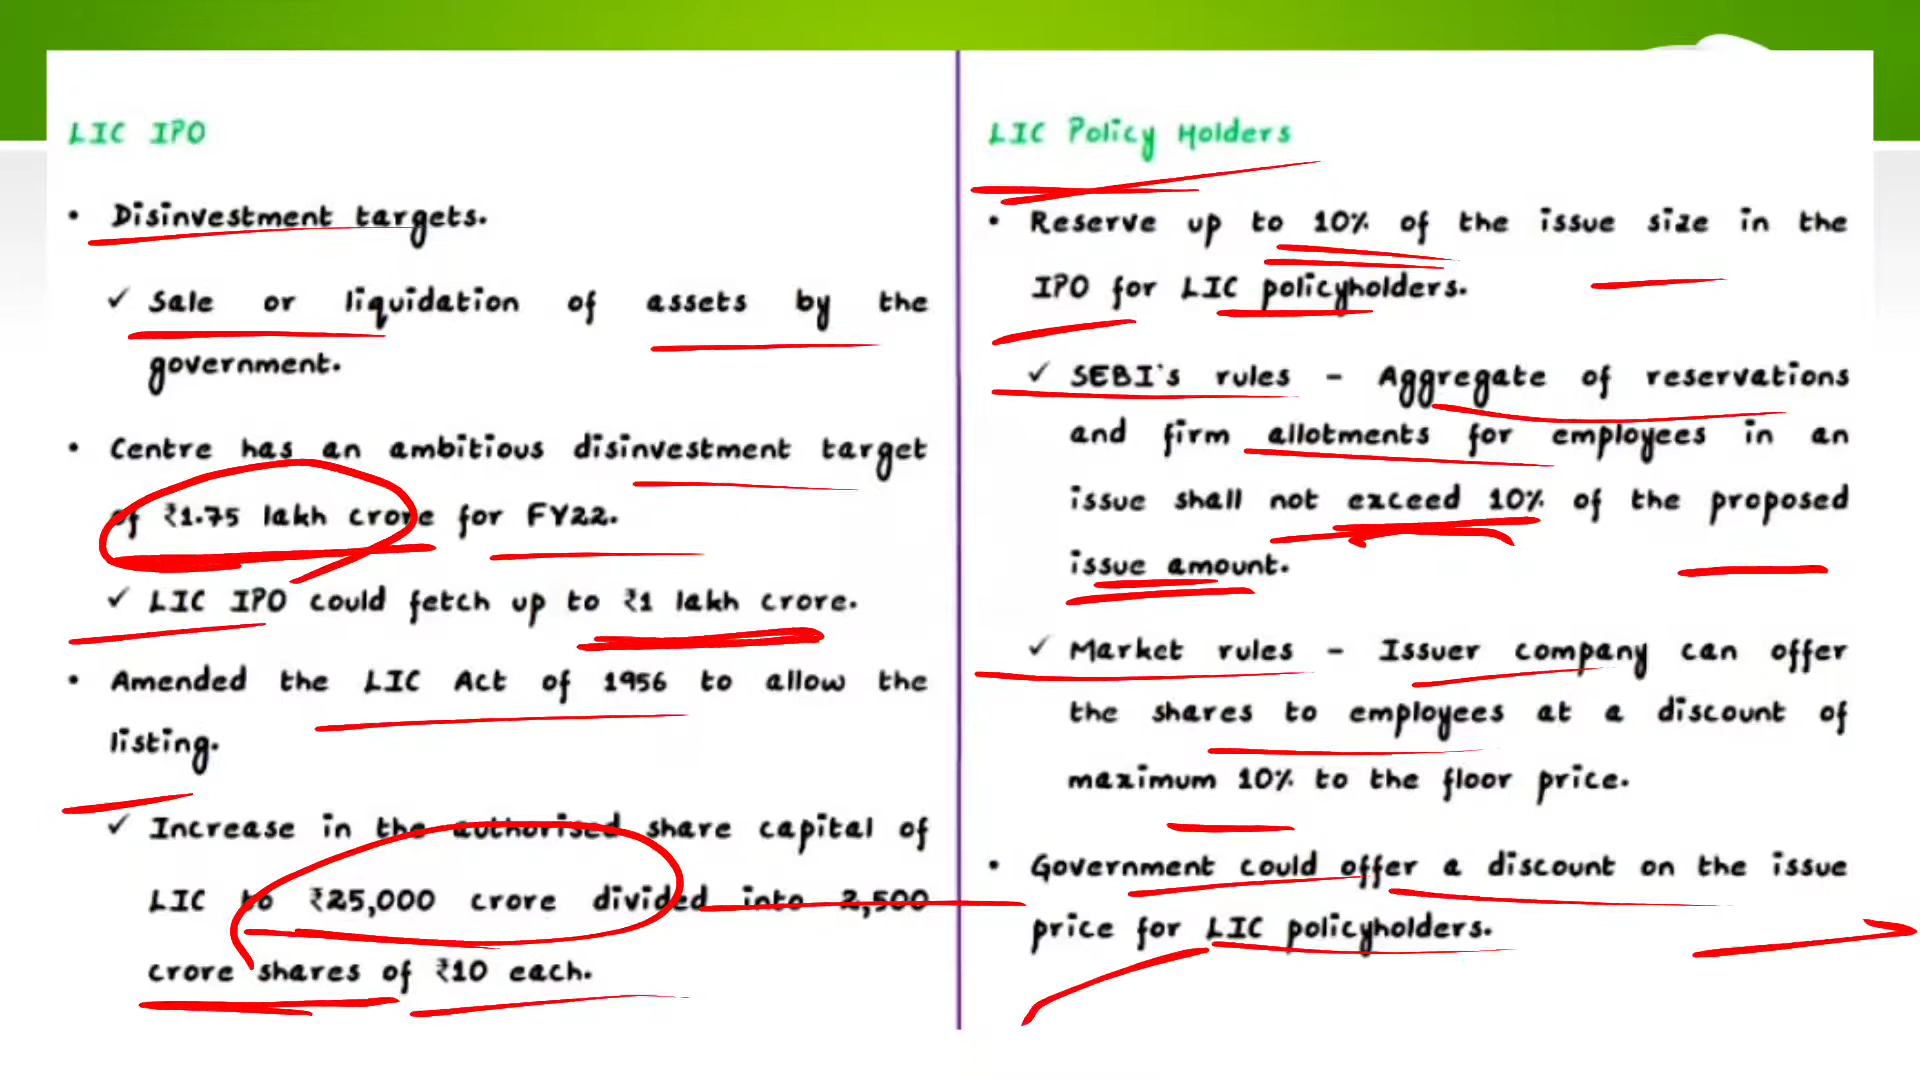 LIC IPO
• Disinvestment targets.
✓ Sale or liquidation of assets by the
government.
• Centre has an ambitious disinvestment target
of ₹1.75 lakh crore for FY22.
✓ LIC IPO could fetch up to ₹1 lakh crore.
• Amended the LIC Act of 1956 to allow the
listing.
✓ Increase in the authorised share capital of
LIC to ₹25,000 crore divided into 2,500
crore shares of ₹10 each.
LIC Policy Holders
• Reserve up to 10% of the issue size in the
IPO for LIC policyholders.
✓ SEBI's rules - Aggregate of reservations
and firm allotments for employees in an
issue shall not exceed 10% of the proposed
issue amount.
✓ Market rules - Issuer company can offer
the shares to employees at a discount of
maximum 10% to the floor price.
• Government could offer a discount on the issue
price for LIC policyholders.